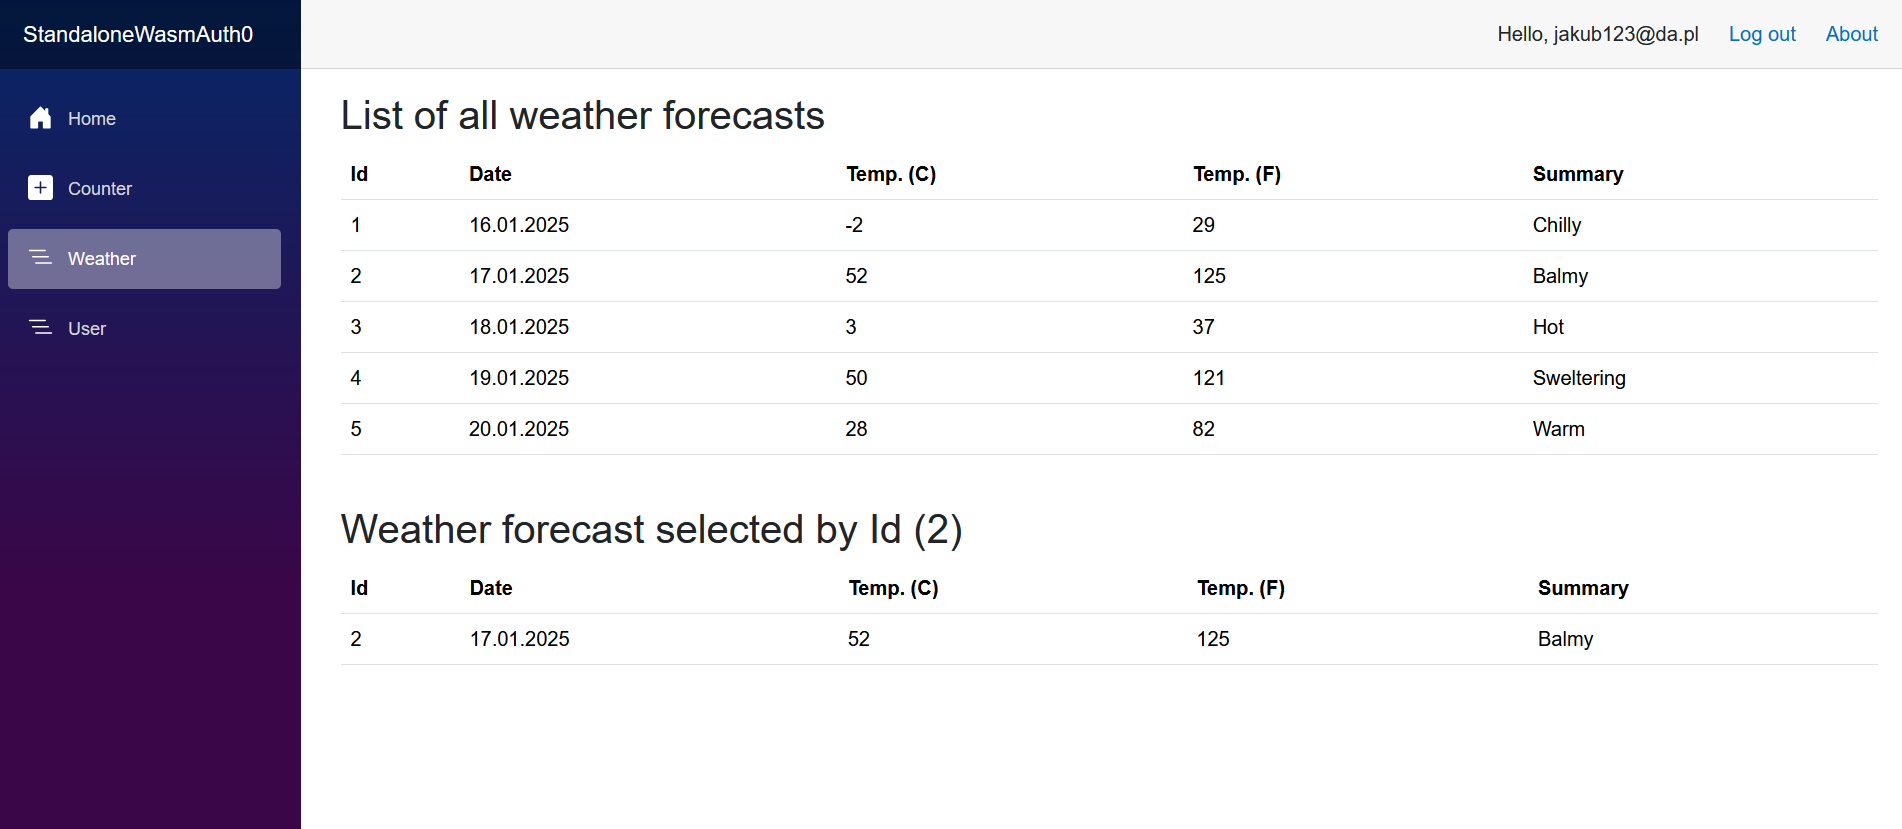 StandaloneWasmAuth0
Hello, jakub123@da.pl Log out About
Home
Counter
Weather
User
List of all weather forecasts
Id Date Temp. (C) Temp. (F) Summary
1 16.01.2025 -2 29 Chilly
2 17.01.2025 52 125 Balmy
3 18.01.2025 3 37 Hot
4 19.01.2025 50 121 Sweltering
5 20.01.2025 28 82 Warm
Weather forecast selected by Id (2)
Id Date Temp. (C) Temp. (F) Summary
2 17.01.2025 52 125 Balmy